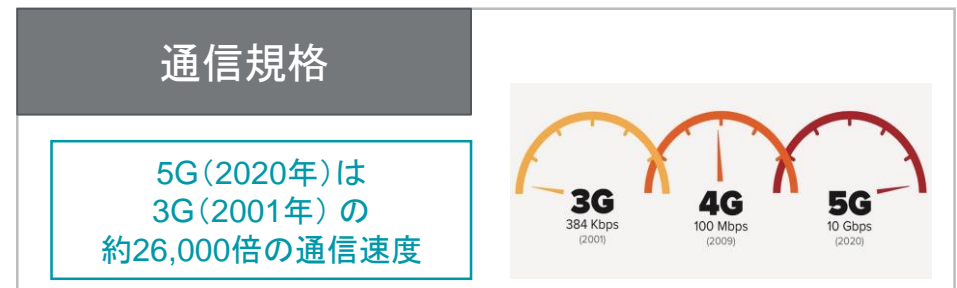 通信規格
5G(2020年)は
3G(2001年) の
約26,000倍の通信速度
3G
384 Kbps
(2001)
4G
100 Mbps
(2009)
5G
10 Gbps
(2020)